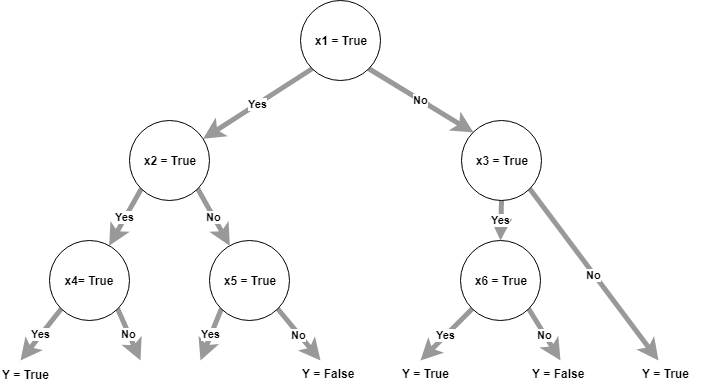 x1 = True
Yes
No
x2 = True
x3 = True
Yes
No
Yes
No
x4= True
x5 = True
x6 = True
Yes
No
Yes
No
Yes
No
Y = True
Y = False
Y = True
Y = False
Y = True